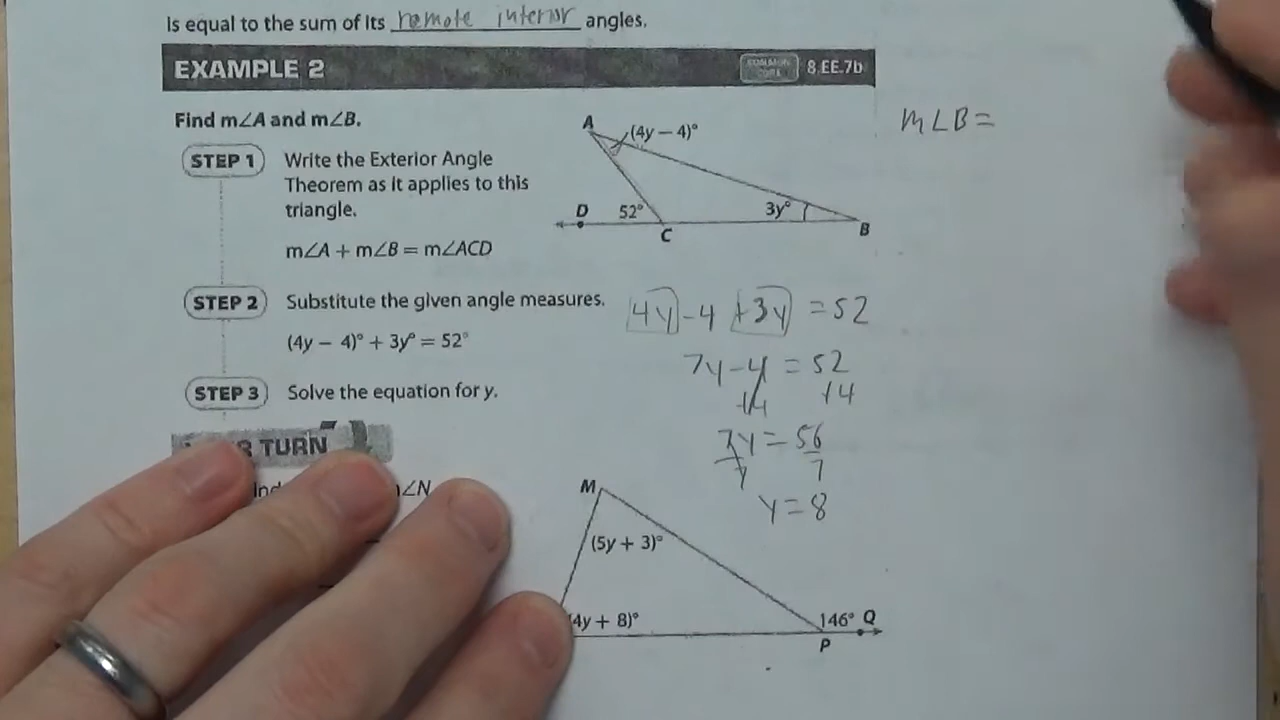 Is equal to the sum of its remote interior angles.
EXAMPLE 2
COMMON CORE 8.EE.7b
Find m∠A and m∠B.
STEP 1 Write the Exterior Angle
Theorem as it applies to this
triangle.
m∠A + m∠B = m∠ACD
A
(4y – 4)°
D
52°
3y°
C
B
m∠B =
STEP 2 Substitute the given angle measures.
(4y – 4)° + 3y° = 52°
4y - 4 + 3y = 52
7y - 4 = 52
+4 +4
7y = 56
7 7
y = 8
STEP 3 Solve the equation for y.
TURN
∠N
M
(5y + 3)°
4y + 8)°
146°
Q
P